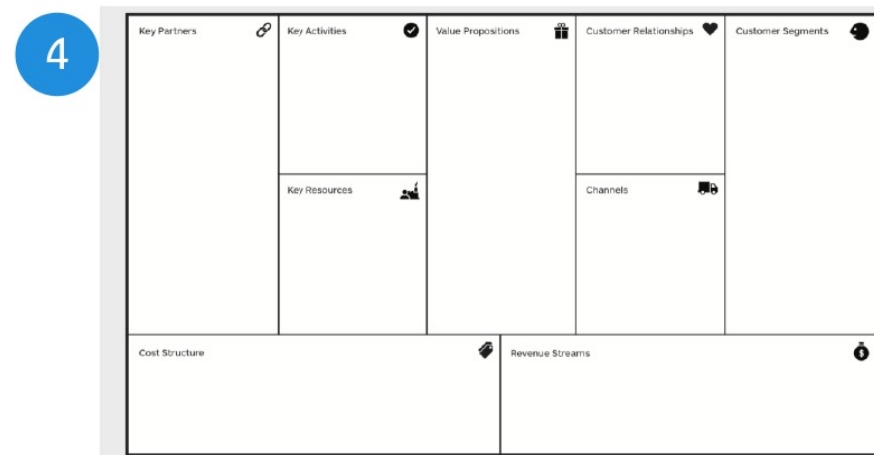 4
Key Partners
Key Activities
Value Propositions
Customer Relationships
Customer Segments
Key Resources
Channels
Cost Structure
Revenue Streams
$